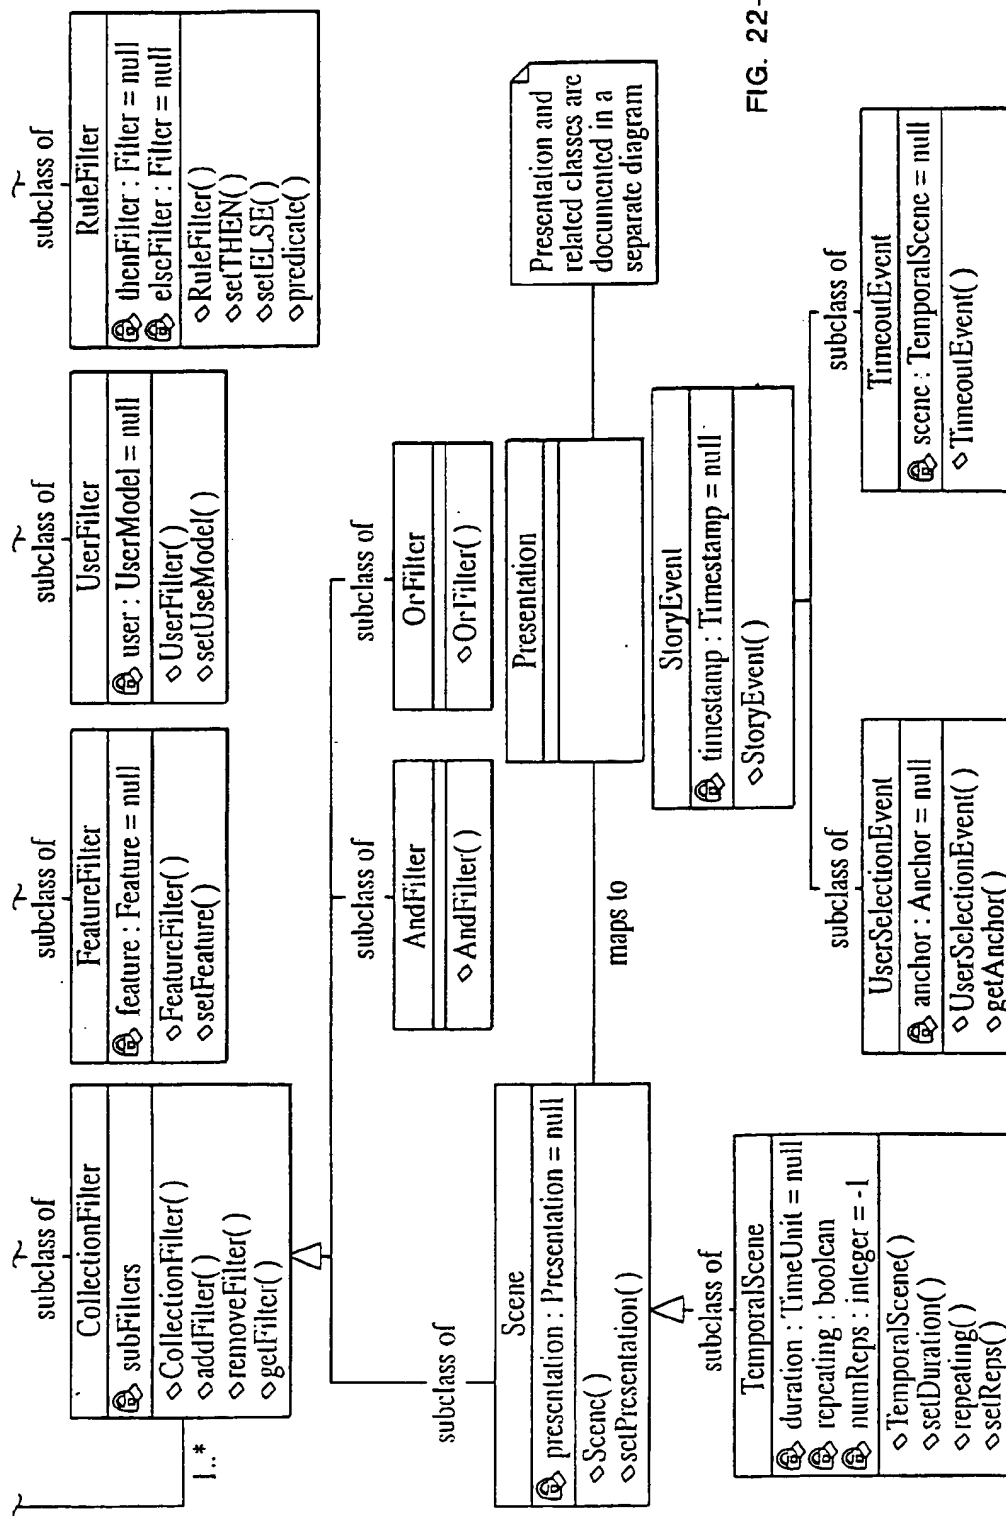 subclass of
CollectionFilter
subFilters
CollectionFilter()
addFilter()
removeFilter()
getFilter()
1..*
subclass of
FeatureFilter
feature : Feature = null
FeatureFilter()
setFeature()
subclass of
UserFilter
user : UserModel = null
UserFilter()
setUseModel()
subclass of
RuleFilter
thenFilter : Filter = null
elseFilter : Filter = null
RuleFilter()
setTHEN()
setELSE()
predicate()
subclass of
Scene
presentation : Presentation = null
Scene()
setPresentation()
subclass of
AndFilter
AndFilter()
subclass of
OrFilter
OrFilter()
maps to
Presentation
Presentation and
related classes are
documented in a
separate diagram
subclass of
TemporalScene
duration : TimeUnit = null
repeating : boolean
numReps : integer = -1
TemporalScene()
setDuration()
repeating()
setReps()
StoryEvent
timestamp : Timestamp = null
StoryEvent()
subclass of
UserSelectionEvent
anchor : Anchor = null
UserSelectionEvent()
getAnchor()
subclass of
TimeoutEvent
scene : TemporalScene = null
TimeoutEvent()
FIG. 22-